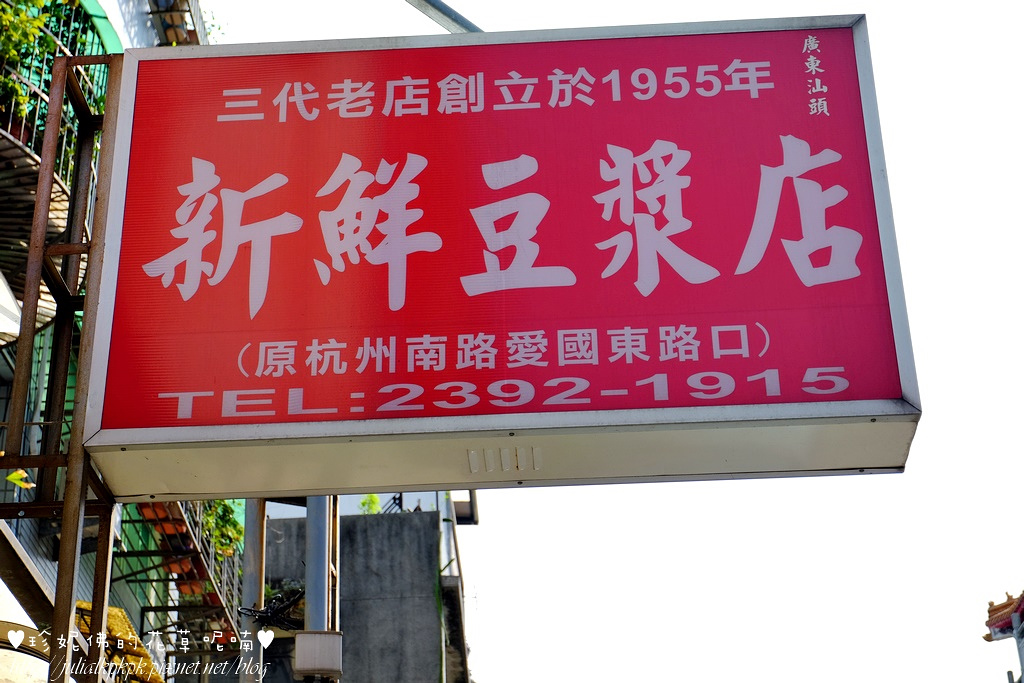 三代老店創立於1955年
廣東汕頭
新鮮豆漿店
(原杭州南路愛國東路口)
TEL:2392-1915
♥珍妮佛的花草呢喃♥
julialkpkpk.pixnet.net/blog